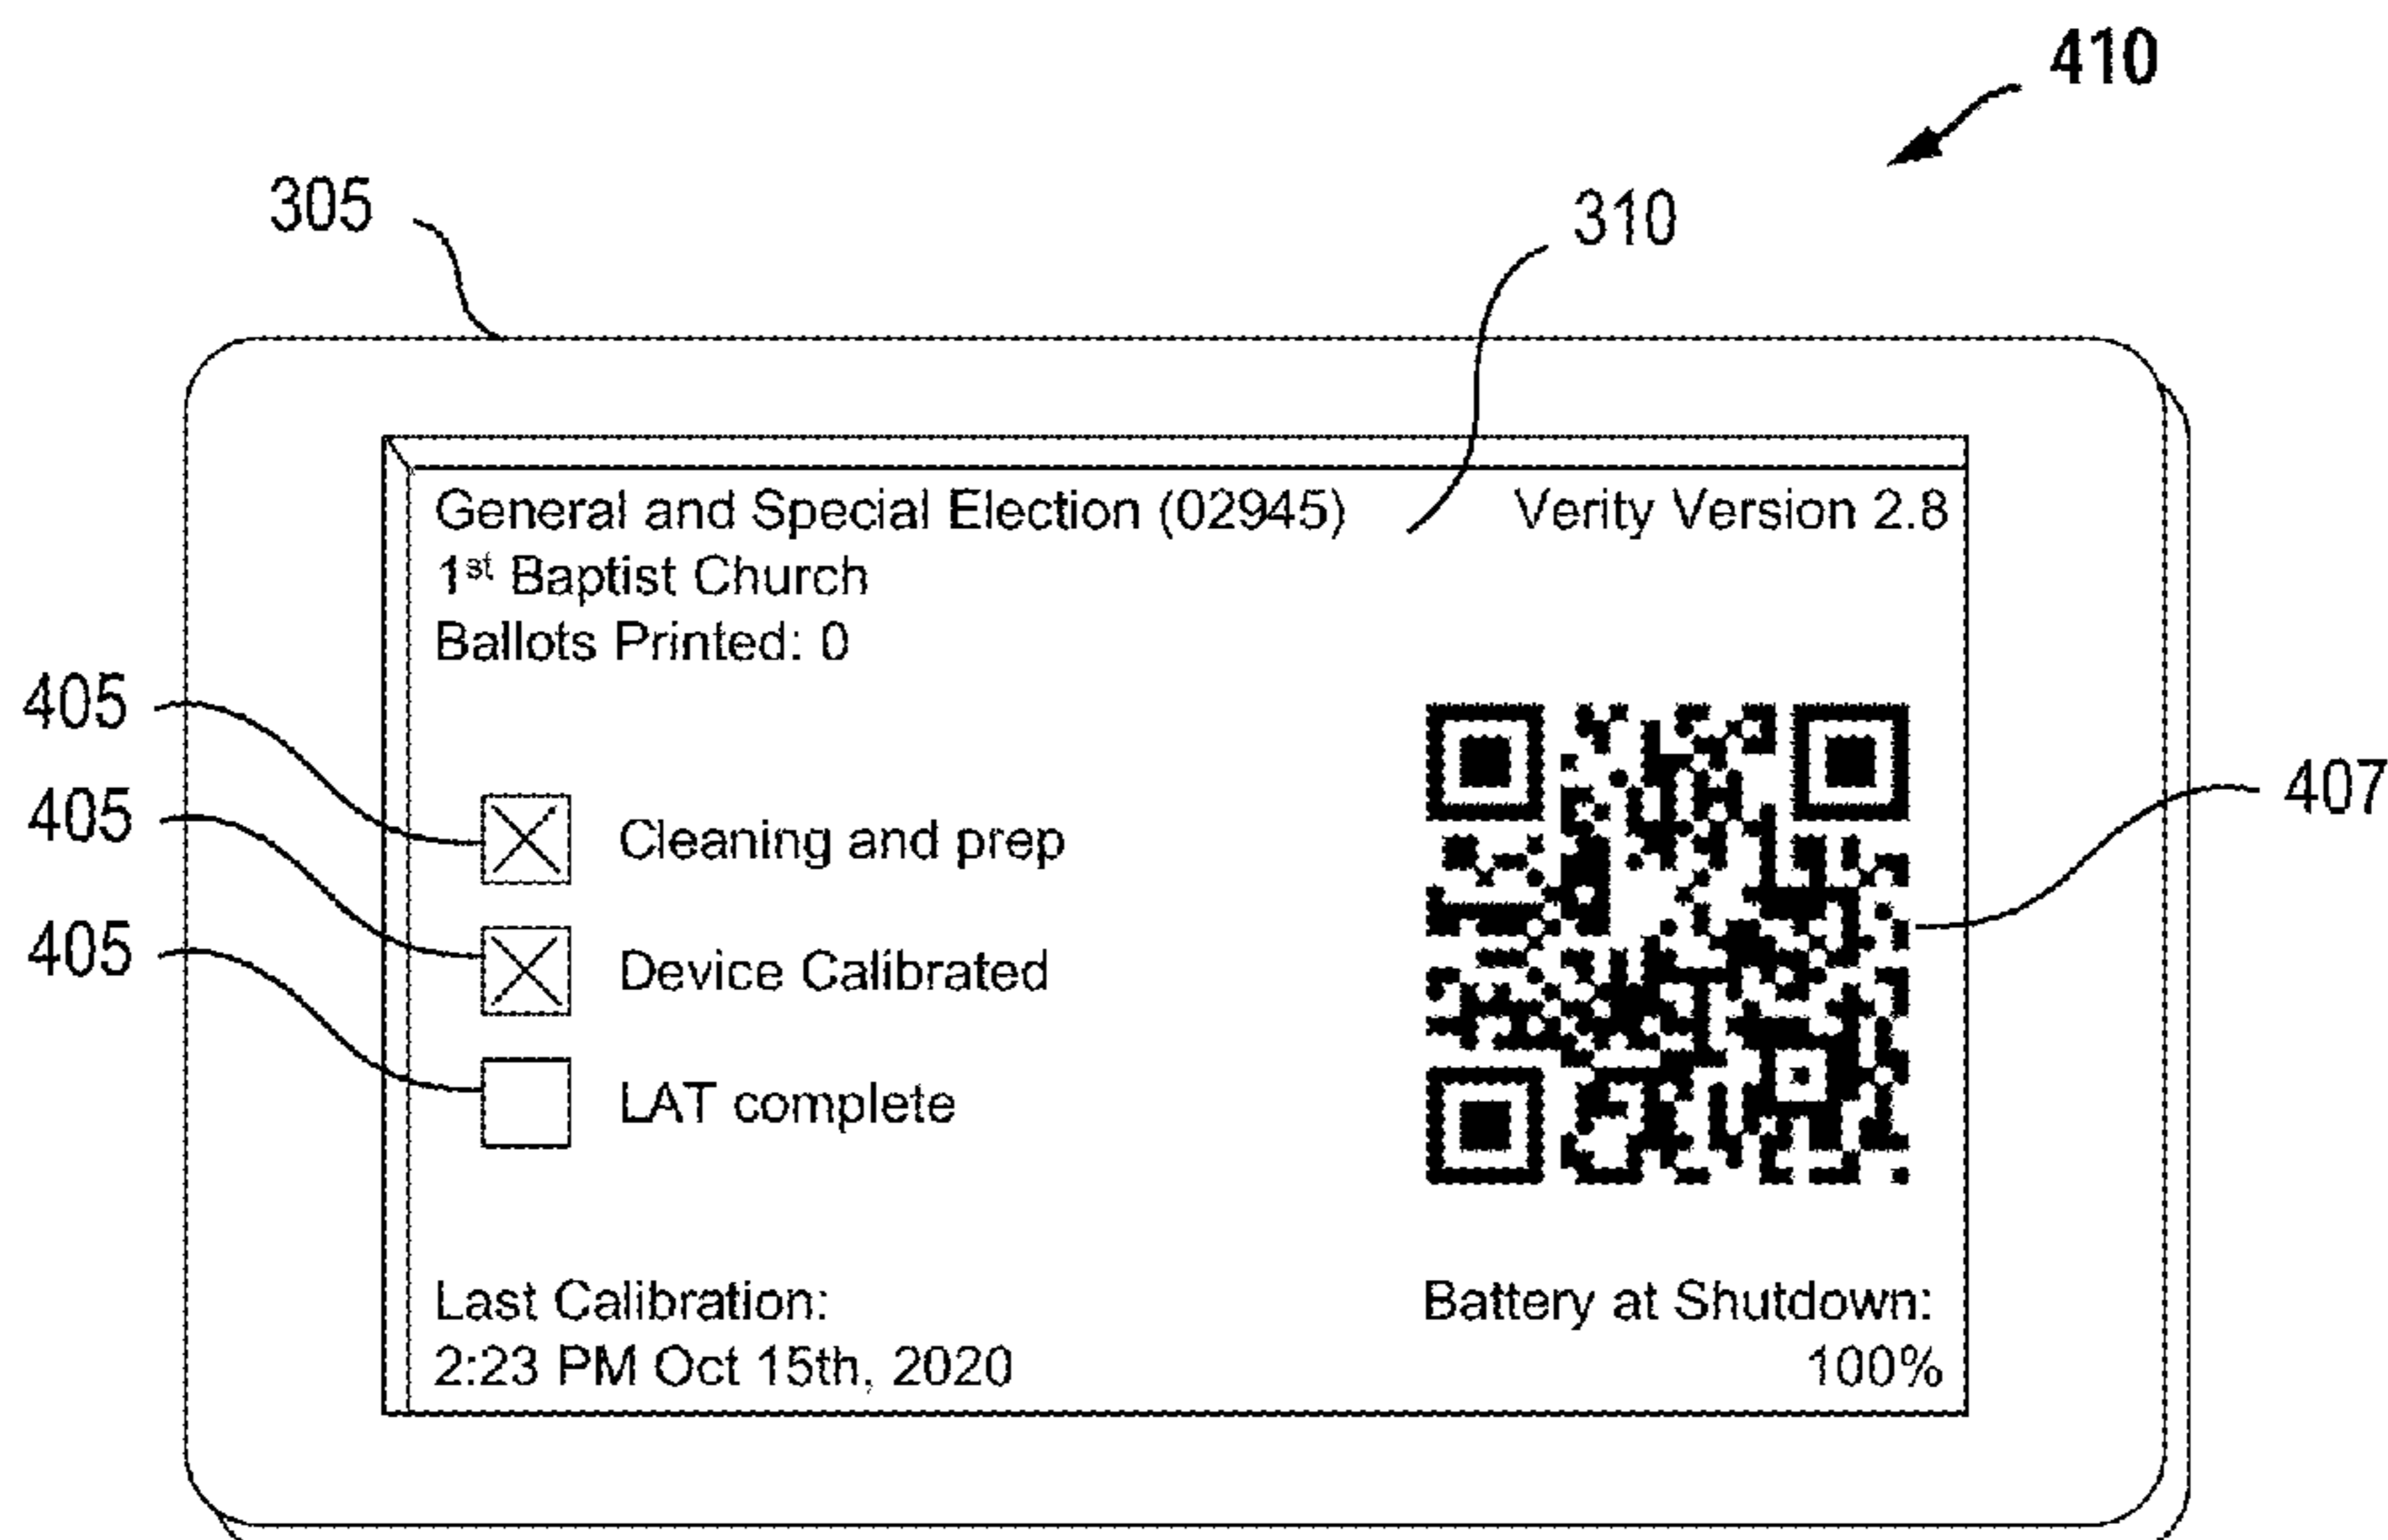 410
305
310
General and Special Election (02945) Verity Version 2.8
1st Baptist Church
Ballots Printed: 0
405
405
405
407
Cleaning and prep
Device Calibrated
LAT complete
Last Calibration:
2:23 PM Oct 15th, 2020
Battery at Shutdown:
100%